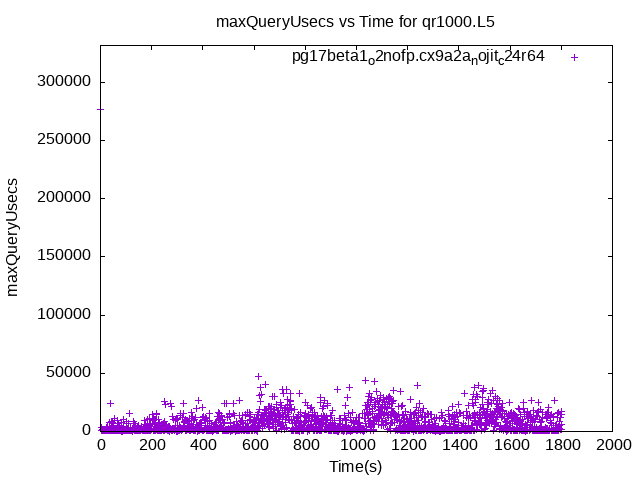 maxQueryUsecs vs Time for qr1000.L5
pg17beta1o2nofp.cx9a2anojitc24r64
300000
250000
200000
150000
100000
50000
0
maxQueryUsecs
0 200 400 600 800 1000 1200 1400 1600 1800 2000
Time(s)